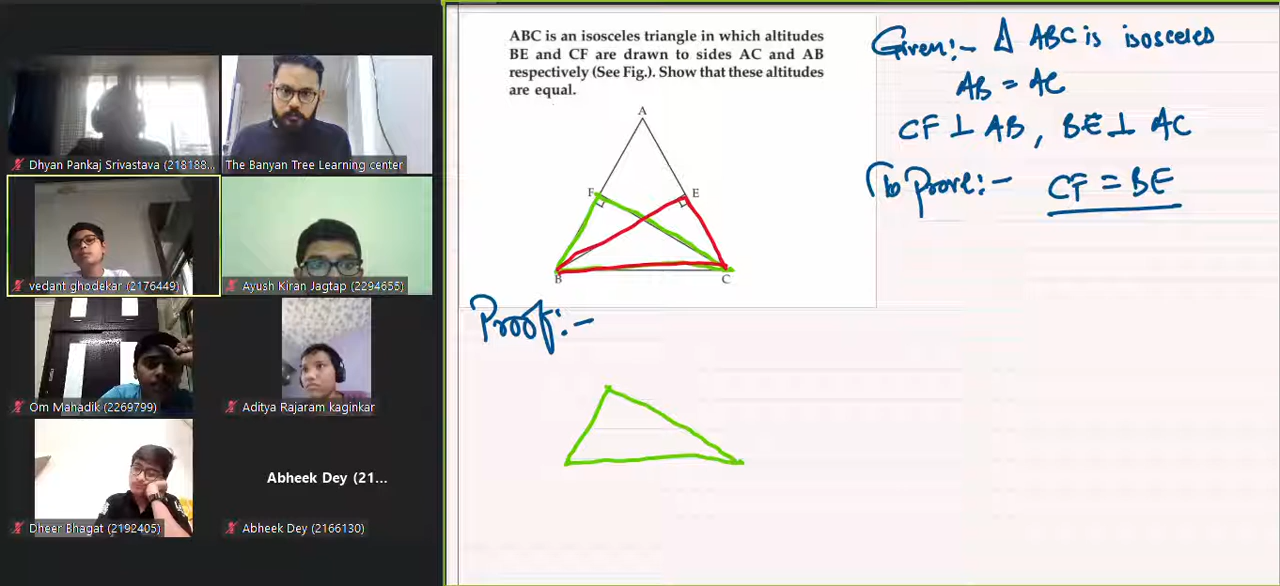 Dhyan Pankaj Srivastava (218188...
The Banyan Tree Learning center
vedant ghodekar (2176449)
Ayush Kiran Jagtap (2294655)
Om Mahadik (2269799)
Aditya Rajaram kaginkar
Dheer Bhagat (2192405)
Abheek Dey (21...
Abheek Dey (2166130)
ABC is an isosceles triangle in which altitudes
BE and CF are drawn to sides AC and AB
respectively (See Fig.). Show that these altitudes
are equal.
A
F
E
B
C
Given:- Δ ABC is isosceles
AB = AC
CF ⊥ AB, BE ⊥ AC
To Prove:- CF = BE
Proof:-